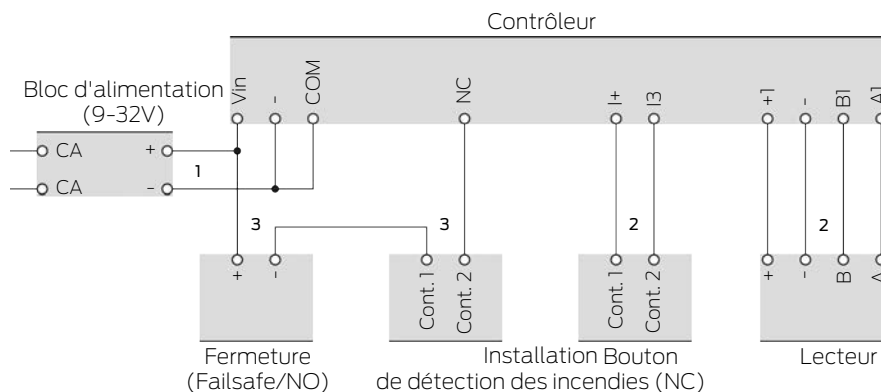 Contrôleur
Bloc d'alimentation
(9-32V)
Vin
-
COM
NC
I+
I3
+1
-
B1
A1
CA
+
CA
-
1
3
3
2
2
+
-
Cont. 1
Cont. 2
Cont. 1
Cont. 2
+
-
B
A
Fermeture
(Failsafe/NO)
Installation
de détection des incendies (NC)
Bouton
Lecteur